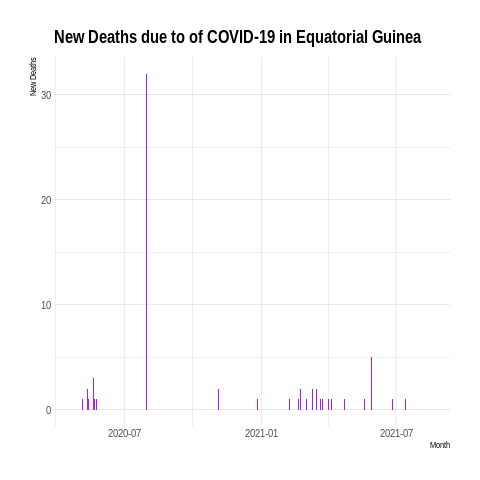 New Deaths due to of COVID-19 in Equatorial Guinea
New Deaths
30
20
10
0
2020-07
2021-01
2021-07
Month